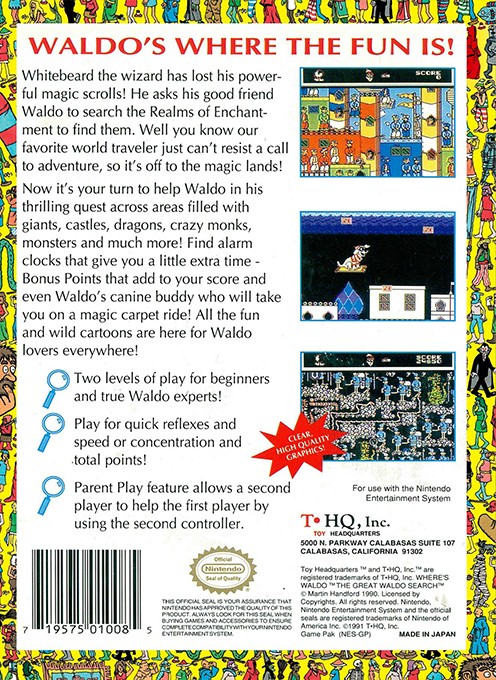 WALDO'S WHERE THE FUN IS!
Whitebeard the wizard has lost his power-
ful magic scrolls! He asks his good friend
Waldo to search the Realms of Enchant-
ment to find them. Well you know our
favorite world traveler just can't resist a call
to adventure, so it's off to the magic lands!
Now it's your turn to help Waldo in his
thrilling quest across areas filled with
giants, castles, dragons, crazy monks,
monsters and much more! Find alarm
clocks that give you a little extra time -
Bonus Points that add to your score and
even Waldo's canine buddy who will take
you on a magic carpet ride! All the fun
and wild cartoons are here for Waldo
lovers everywhere!
Two levels of play for beginners
and true Waldo experts!
Play for quick reflexes and
speed or concentration and
total points!
Parent Play feature allows a second
player to help the first player by
using the second controller.
SCORE
SCORE
CLEAR,
HIGH QUALITY
GRAPHICS!
For use with the Nintendo
Entertainment System
T•HQ, Inc.
TOY HEADQUARTERS
5000 N. PARKWAY CALABASAS SUITE 107
CALABASAS, CALIFORNIA 91302
Toy Headquarters ™ and T•HQ, Inc.™ are
registered trademarks of T•HQ, Inc. WHERE'S
WALDO ™ THE GREAT WALDO SEARCH™
© Martin Handford 1990. Licensed by
Copyrights. All rights reserved. Nintendo,
Nintendo Entertainment System and the official
seals are registered trademarks of Nintendo of
America Inc. ©1991 T•HQ, Inc.
Game Pak (NES-GP) MADE IN JAPAN
Official
Nintendo
Seal of Quality
THIS OFFICIAL SEAL IS YOUR ASSURANCE THAT
NINTENDO HAS APPROVED THE QUALITY OF THIS
PRODUCT. ALWAYS LOOK FOR THIS SEAL WHEN
BUYING GAMES AND ACCESSORIES TO ENSURE
COMPLETE COMPATIBILITY WITH YOUR NINTENDO
ENTERTAINMENT SYSTEM.
7 19575 01008 5